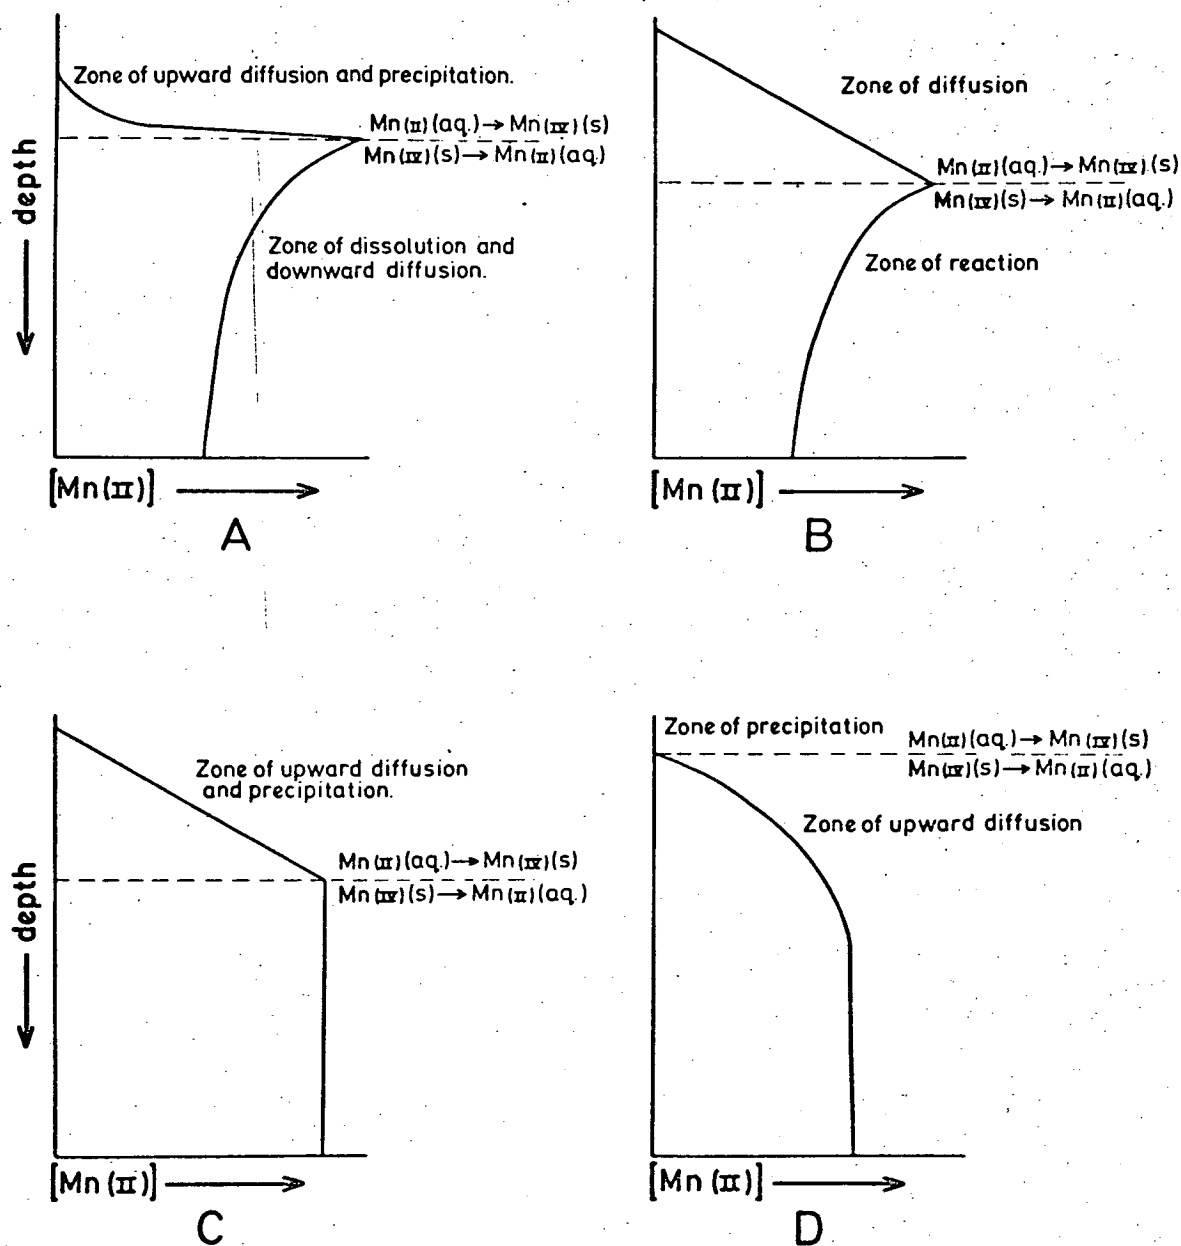 Zone of upward diffusion and precipitation.
Mn(II)(aq.)→Mn(IV)(s)
Mn(IV)(s)→Mn(II)(aq.)
Zone of dissolution and
downward diffusion.
← depth
[Mn(II)] →
A
Zone of diffusion
Mn(II)(aq.)→Mn(IV)(s)
Mn(IV)(s)→Mn(II)(aq.)
Zone of reaction
[Mn(II)] →
B
Zone of upward diffusion
and precipitation.
Mn(II)(aq.)→Mn(IV)(s)
Mn(IV)(s)→Mn(II)(aq.)
← depth
[Mn(II)] →
C
Zone of precipitation
Mn(II)(aq.)→Mn(IV)(s)
Mn(IV)(s)→Mn(II)(aq.)
Zone of upward diffusion
[Mn(II)] →
D